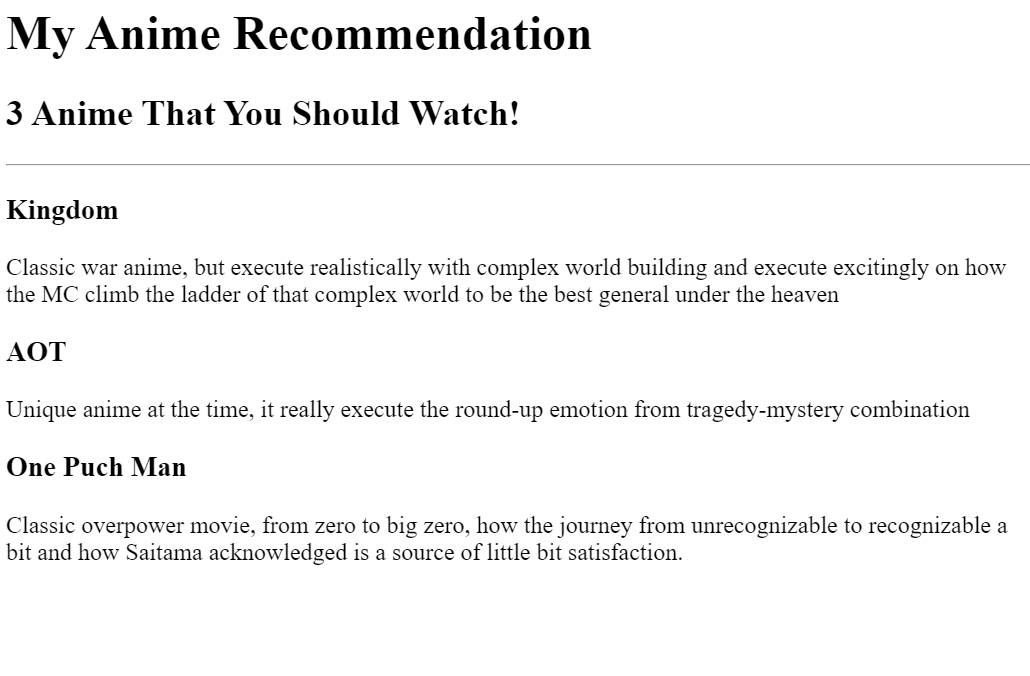 My Anime Recommendation
3 Anime That You Should Watch!
Kingdom
Classic war anime, but execute realistically with complex world building and execute excitingly on how
the MC climb the ladder of that complex world to be the best general under the heaven
AOT
Unique anime at the time, it really execute the round-up emotion from tragedy-mystery combination
One Puch Man
Classic overpower movie, from zero to big zero, how the journey from unrecognizable to recognizable a
bit and how Saitama acknowledged is a source of little bit satisfaction.